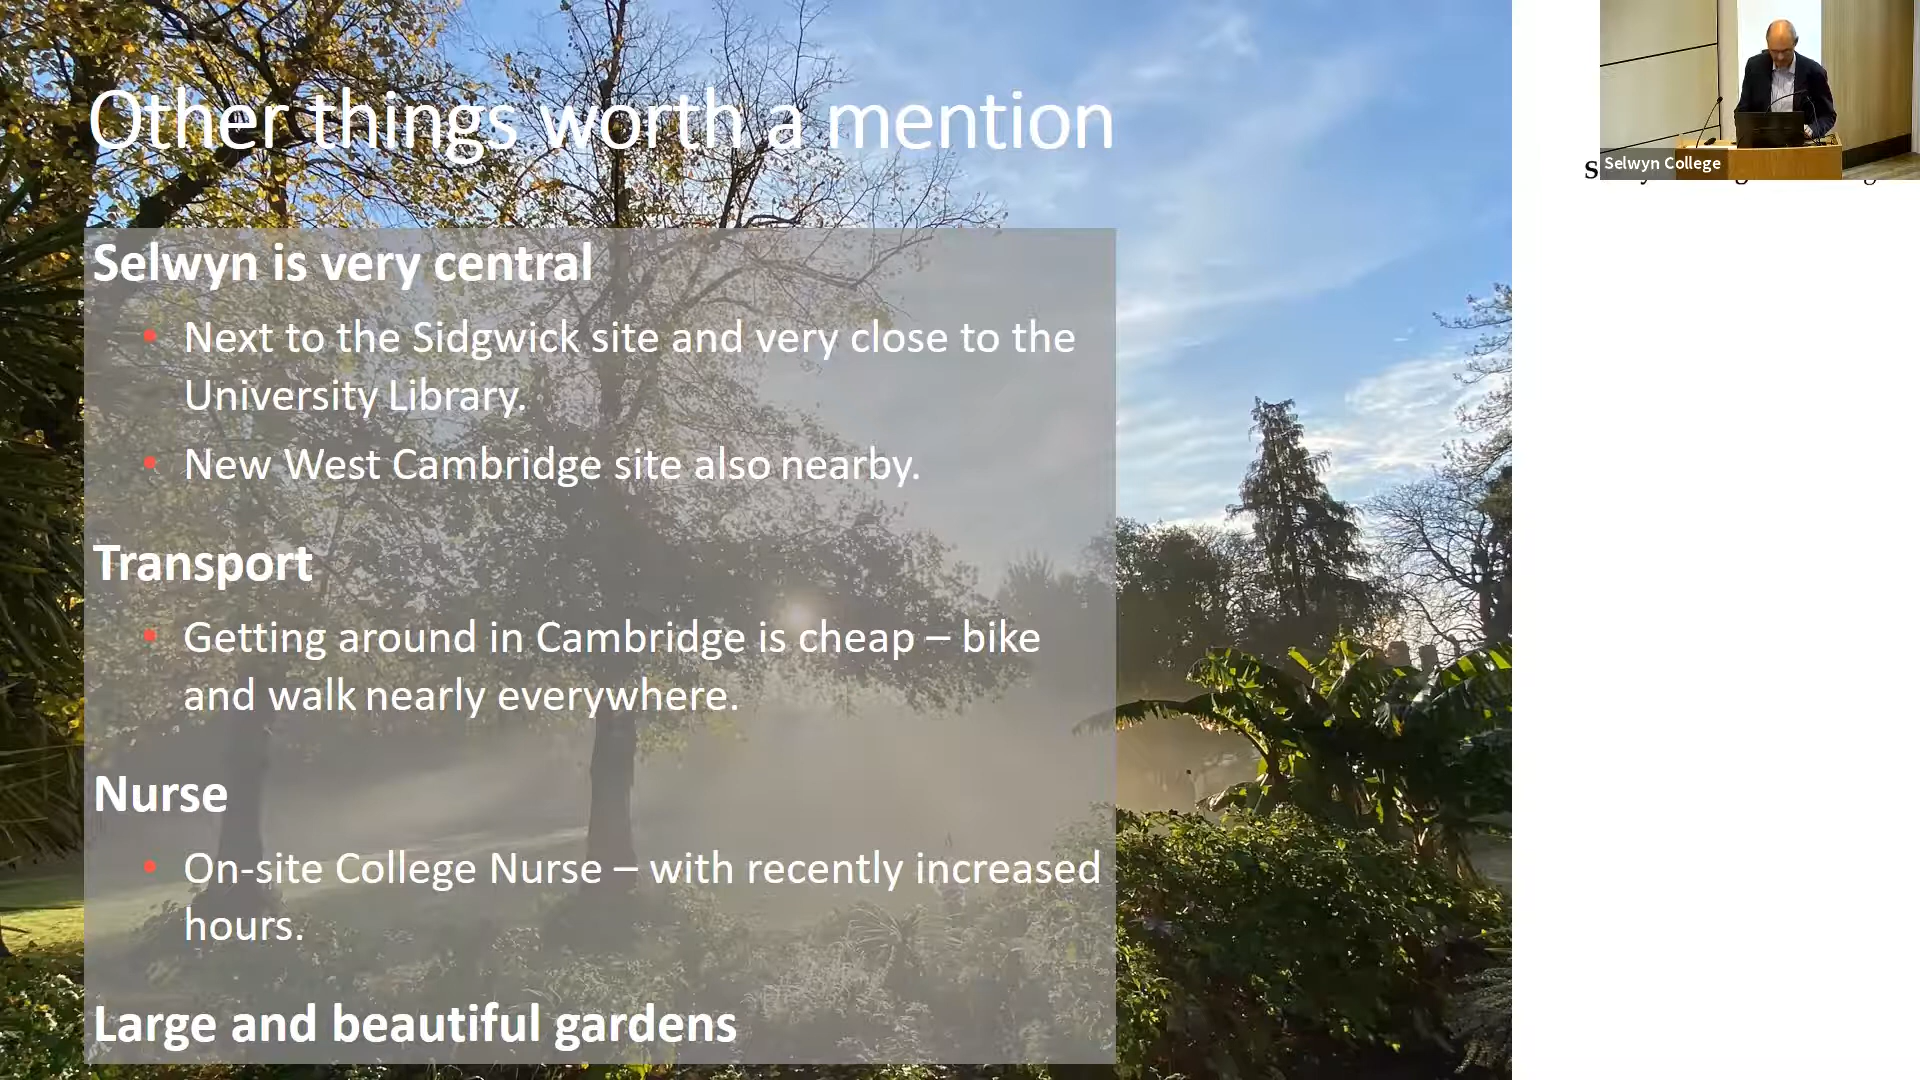 Other things worth a mention
Selwyn is very central
• Next to the Sidgwick site and very close to the
University Library.
• New West Cambridge site also nearby.
Transport
• Getting around in Cambridge is cheap – bike
and walk nearly everywhere.
Nurse
• On-site College Nurse – with recently increased
hours.
Large and beautiful gardens
Selwyn College